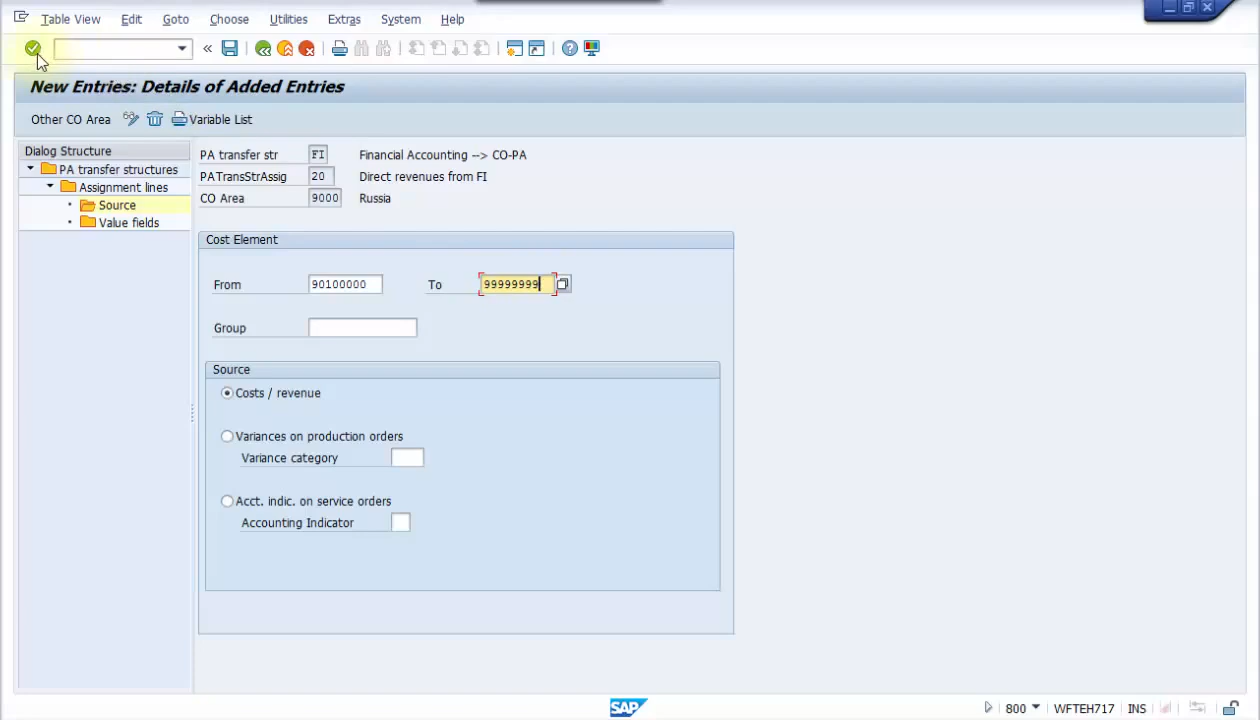 Table View Edit Goto Choose Utilities Extras System Help
New Entries: Details of Added Entries
Other CO Area Variable List
Dialog Structure
PA transfer structures
Assignment lines
Source
Value fields
PA transfer str FI Financial Accounting --> CO-PA
PATransStrAssig 20 Direct revenues from FI
CO Area 9000 Russia
Cost Element
From 90100000 To 99999999
Group
Source
Costs / revenue
Variances on production orders
Variance category
Acct. indic. on service orders
Accounting Indicator
SAP 800 WFTEH717 INS